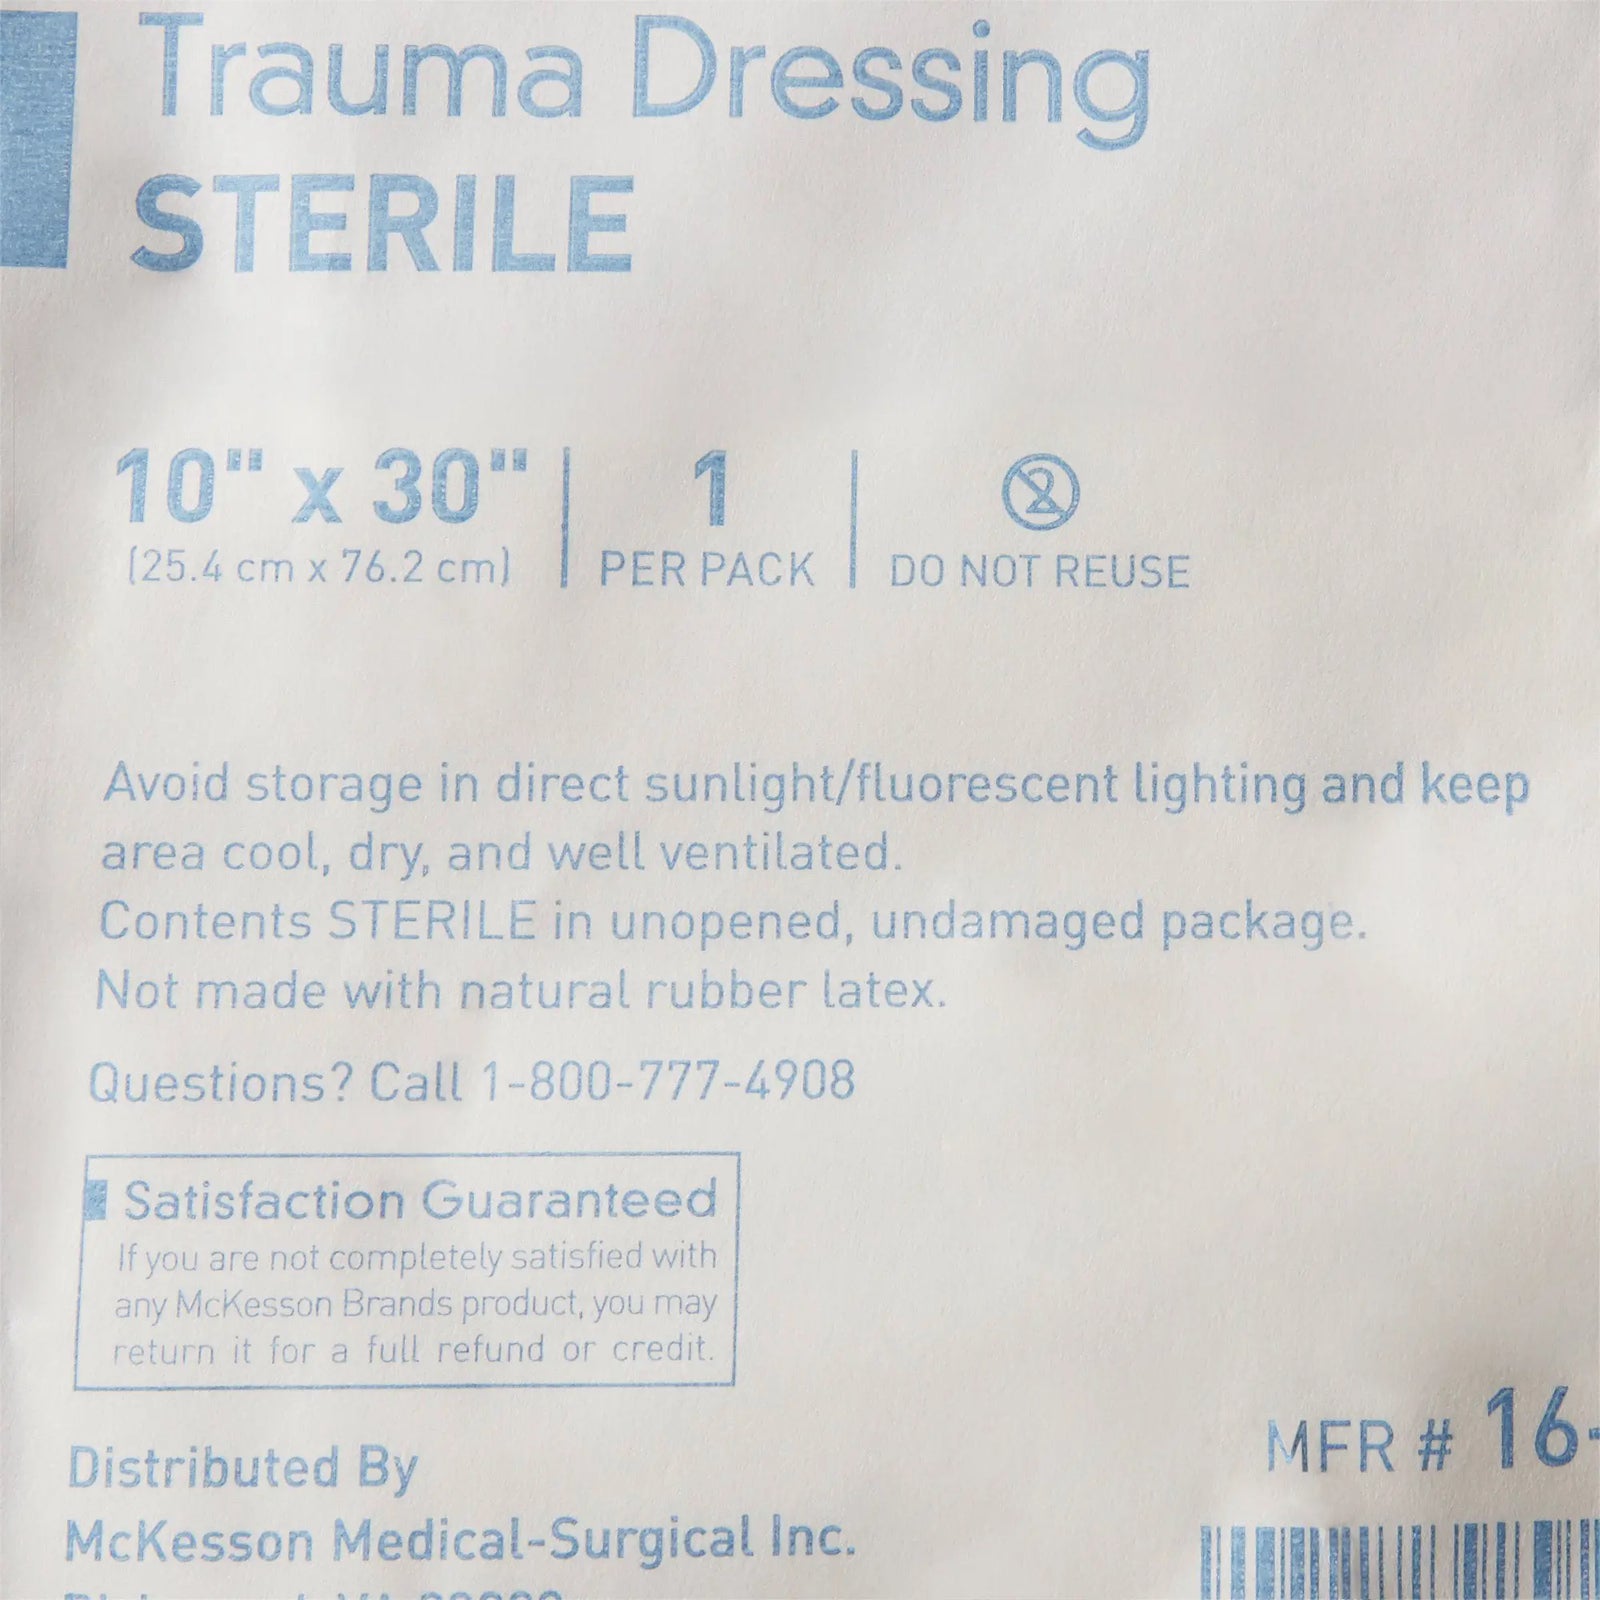 Trauma Dressing
STERILE
10" x 30"
(25.4 cm x 76.2 cm)
1
PER PACK
2
DO NOT REUSE
Avoid storage in direct sunlight/fluorescent lighting and keep
area cool, dry, and well ventilated.
Contents STERILE in unopened, undamaged package.
Not made with natural rubber latex.
Questions? Call 1-800-777-4908
Satisfaction Guaranteed
If you are not completely satisfied with
any McKesson Brands product, you may
return it for a full refund or credit.
MFR # 16-
Distributed By
McKesson Medical-Surgical Inc.